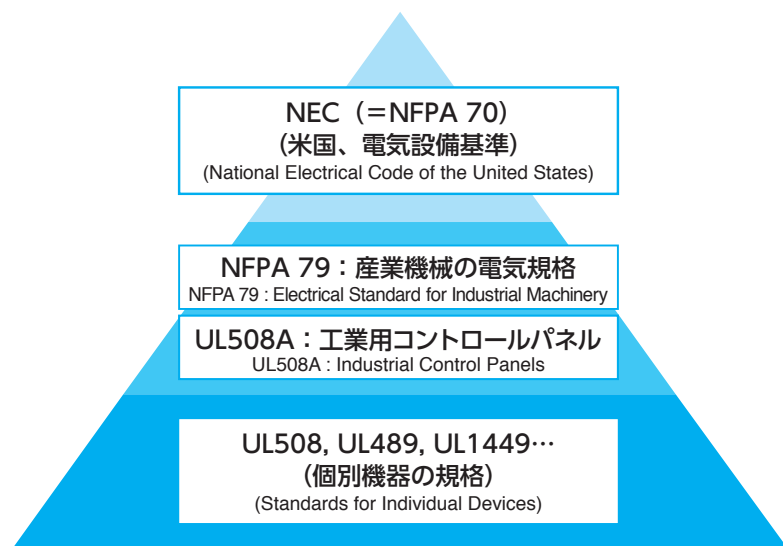 NEC（＝NFPA 70）
（米国、電気設備基準）
(National Electrical Code of the United States)
NFPA 79：産業機械の電気規格
NFPA 79 : Electrical Standard for Industrial Machinery
UL508A：工業用コントロールパネル
UL508A : Industrial Control Panels
UL508, UL489, UL1449…
（個別機器の規格）
(Standards for Individual Devices)